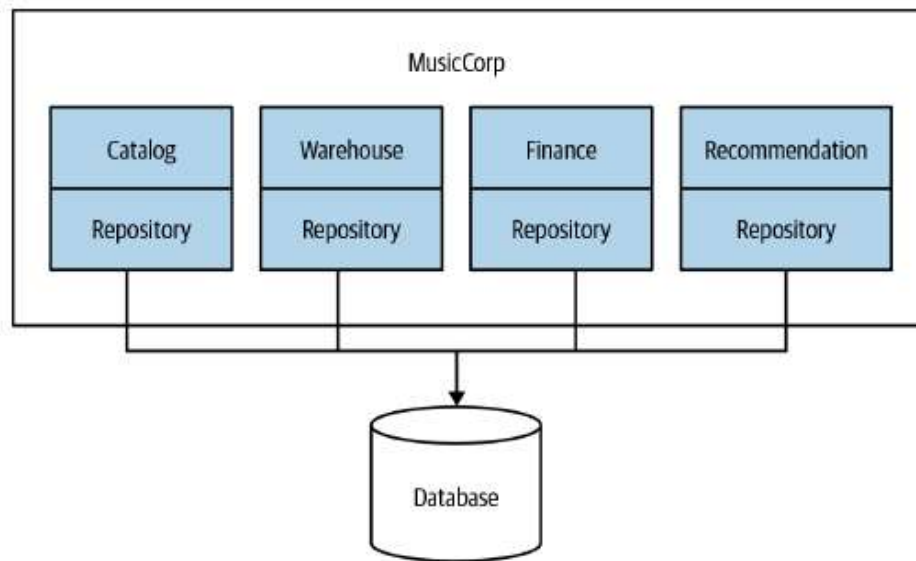 MusicCorp
Catalog
Warehouse
Finance
Recommendation
Repository
Repository
Repository
Repository
Database